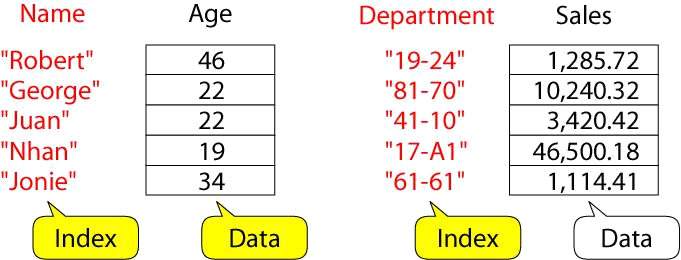 Name Age Department Sales
"Robert" 46 "19-24" 1,285.72
"George" 22 "81-70" 10,240.32
"Juan" 22 "41-10" 3,420.42
"Nhan" 19 "17-A1" 46,500.18
"Jonie" 34 "61-61" 1,114.41
Index Data Index Data